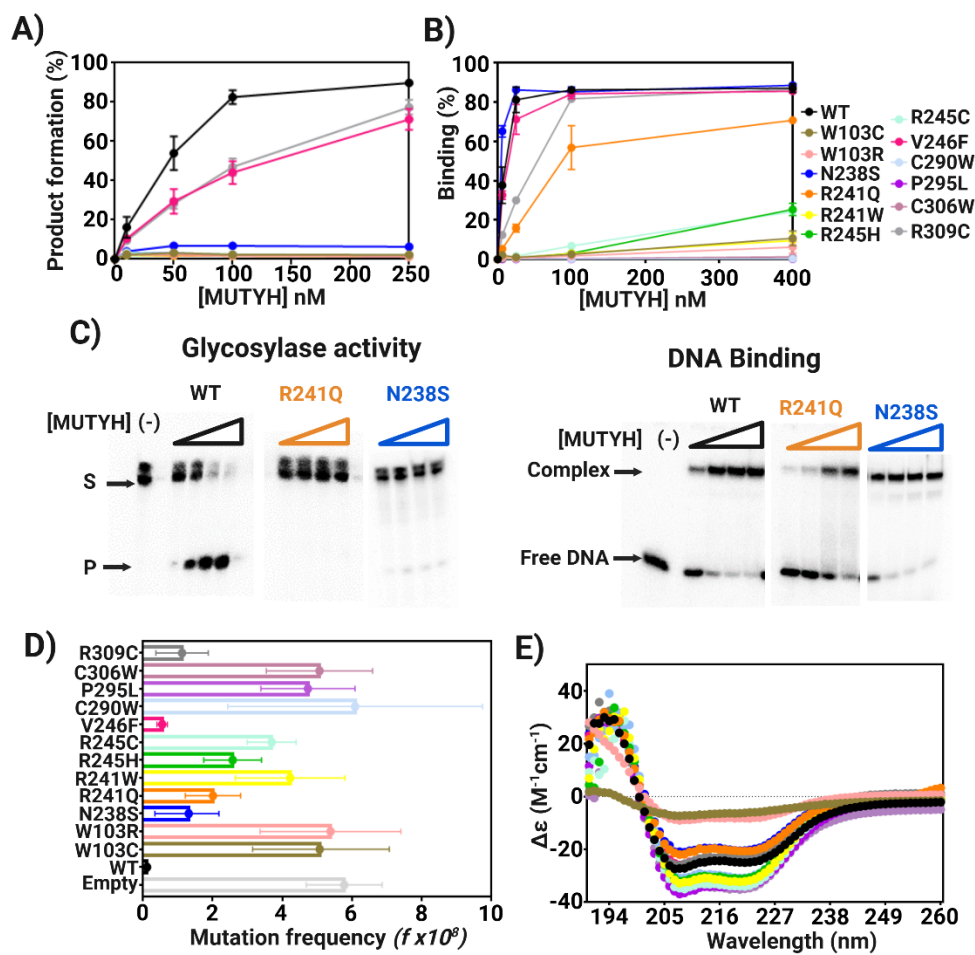 A)
Product formation (%)
100
80
60
40
20
0
0 50 100 150 200 250
[MUTYH] nM
B)
Binding (%)
100
80
60
40
20
0
0 100 200 300 400
[MUTYH] nM
WT
W103C
W103R
N238S
R241Q
R241W
R245H
R245C
V246F
C290W
P295L
C306W
R309C
C)
Glycosylase activity
WT R241Q N238S
[MUTYH] (-)
S
P
DNA Binding
WT R241Q N238S
[MUTYH] (-)
Complex
Free DNA
D)
R309C
C306W
P295L
C290W
V246F
R245C
R245H
R241W
R241Q
N238S
W103R
W103C
WT
Empty
0 2 4 6 8 10
Mutation frequency (f x10⁸)
E)
Δε (M⁻¹cm⁻¹)
40
20
0
-20
-40
194 205 216 227 238 249 260
Wavelength (nm)